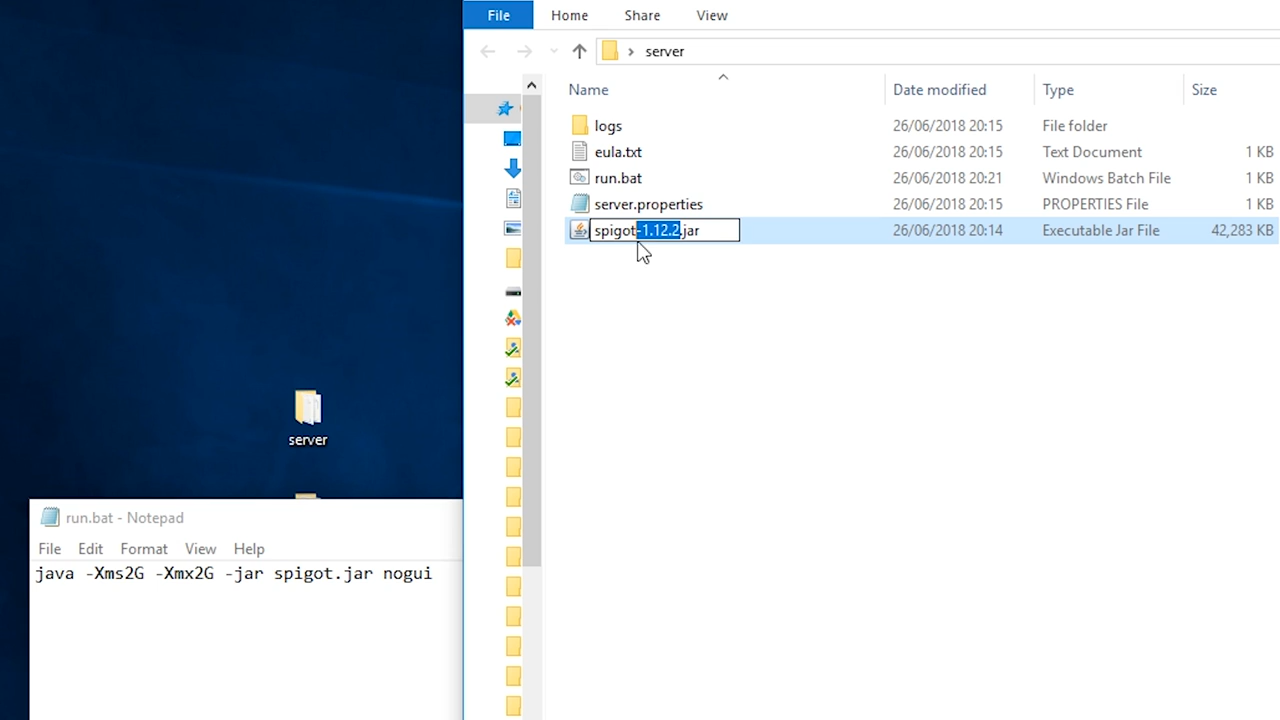 File Home Share View
server
Name Date modified Type Size
logs 26/06/2018 20:15 File folder
eula.txt 26/06/2018 20:15 Text Document 1 KB
run.bat 26/06/2018 20:21 Windows Batch File 1 KB
server.properties 26/06/2018 20:15 PROPERTIES File 1 KB
spigot-1.12.2.jar 26/06/2018 20:14 Executable Jar File 42,283 KB
server
run.bat - Notepad
File Edit Format View Help
java -Xms2G -Xmx2G -jar spigot.jar nogui